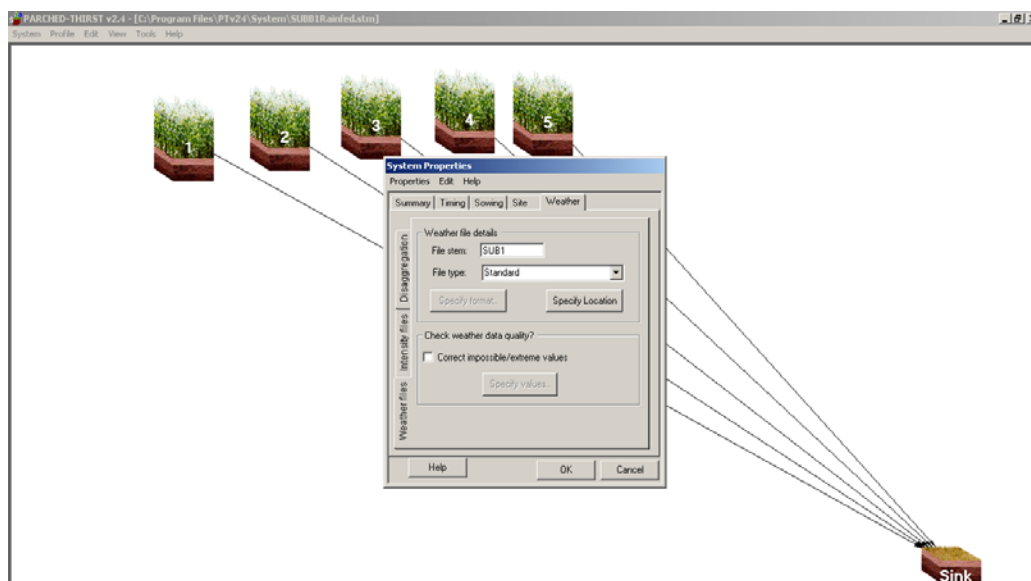 PARCHED-THIRST v2.4 - [C:\Program Files\PTv24\System\SUBB1Rainfed.stm]
System Profile Edit View Tools Help
1
2
3
4
5
System Properties
Properties Edit Help
Summary Timing Sowing Site Weather
Disaggregation
Intensity files
Weather files
Weather file details
File stem: SUB1
File type: Standard
Specify format..
Specify Location
Check weather data quality?
Correct impossible/extreme values
Specify values..
Help OK Cancel
Sink